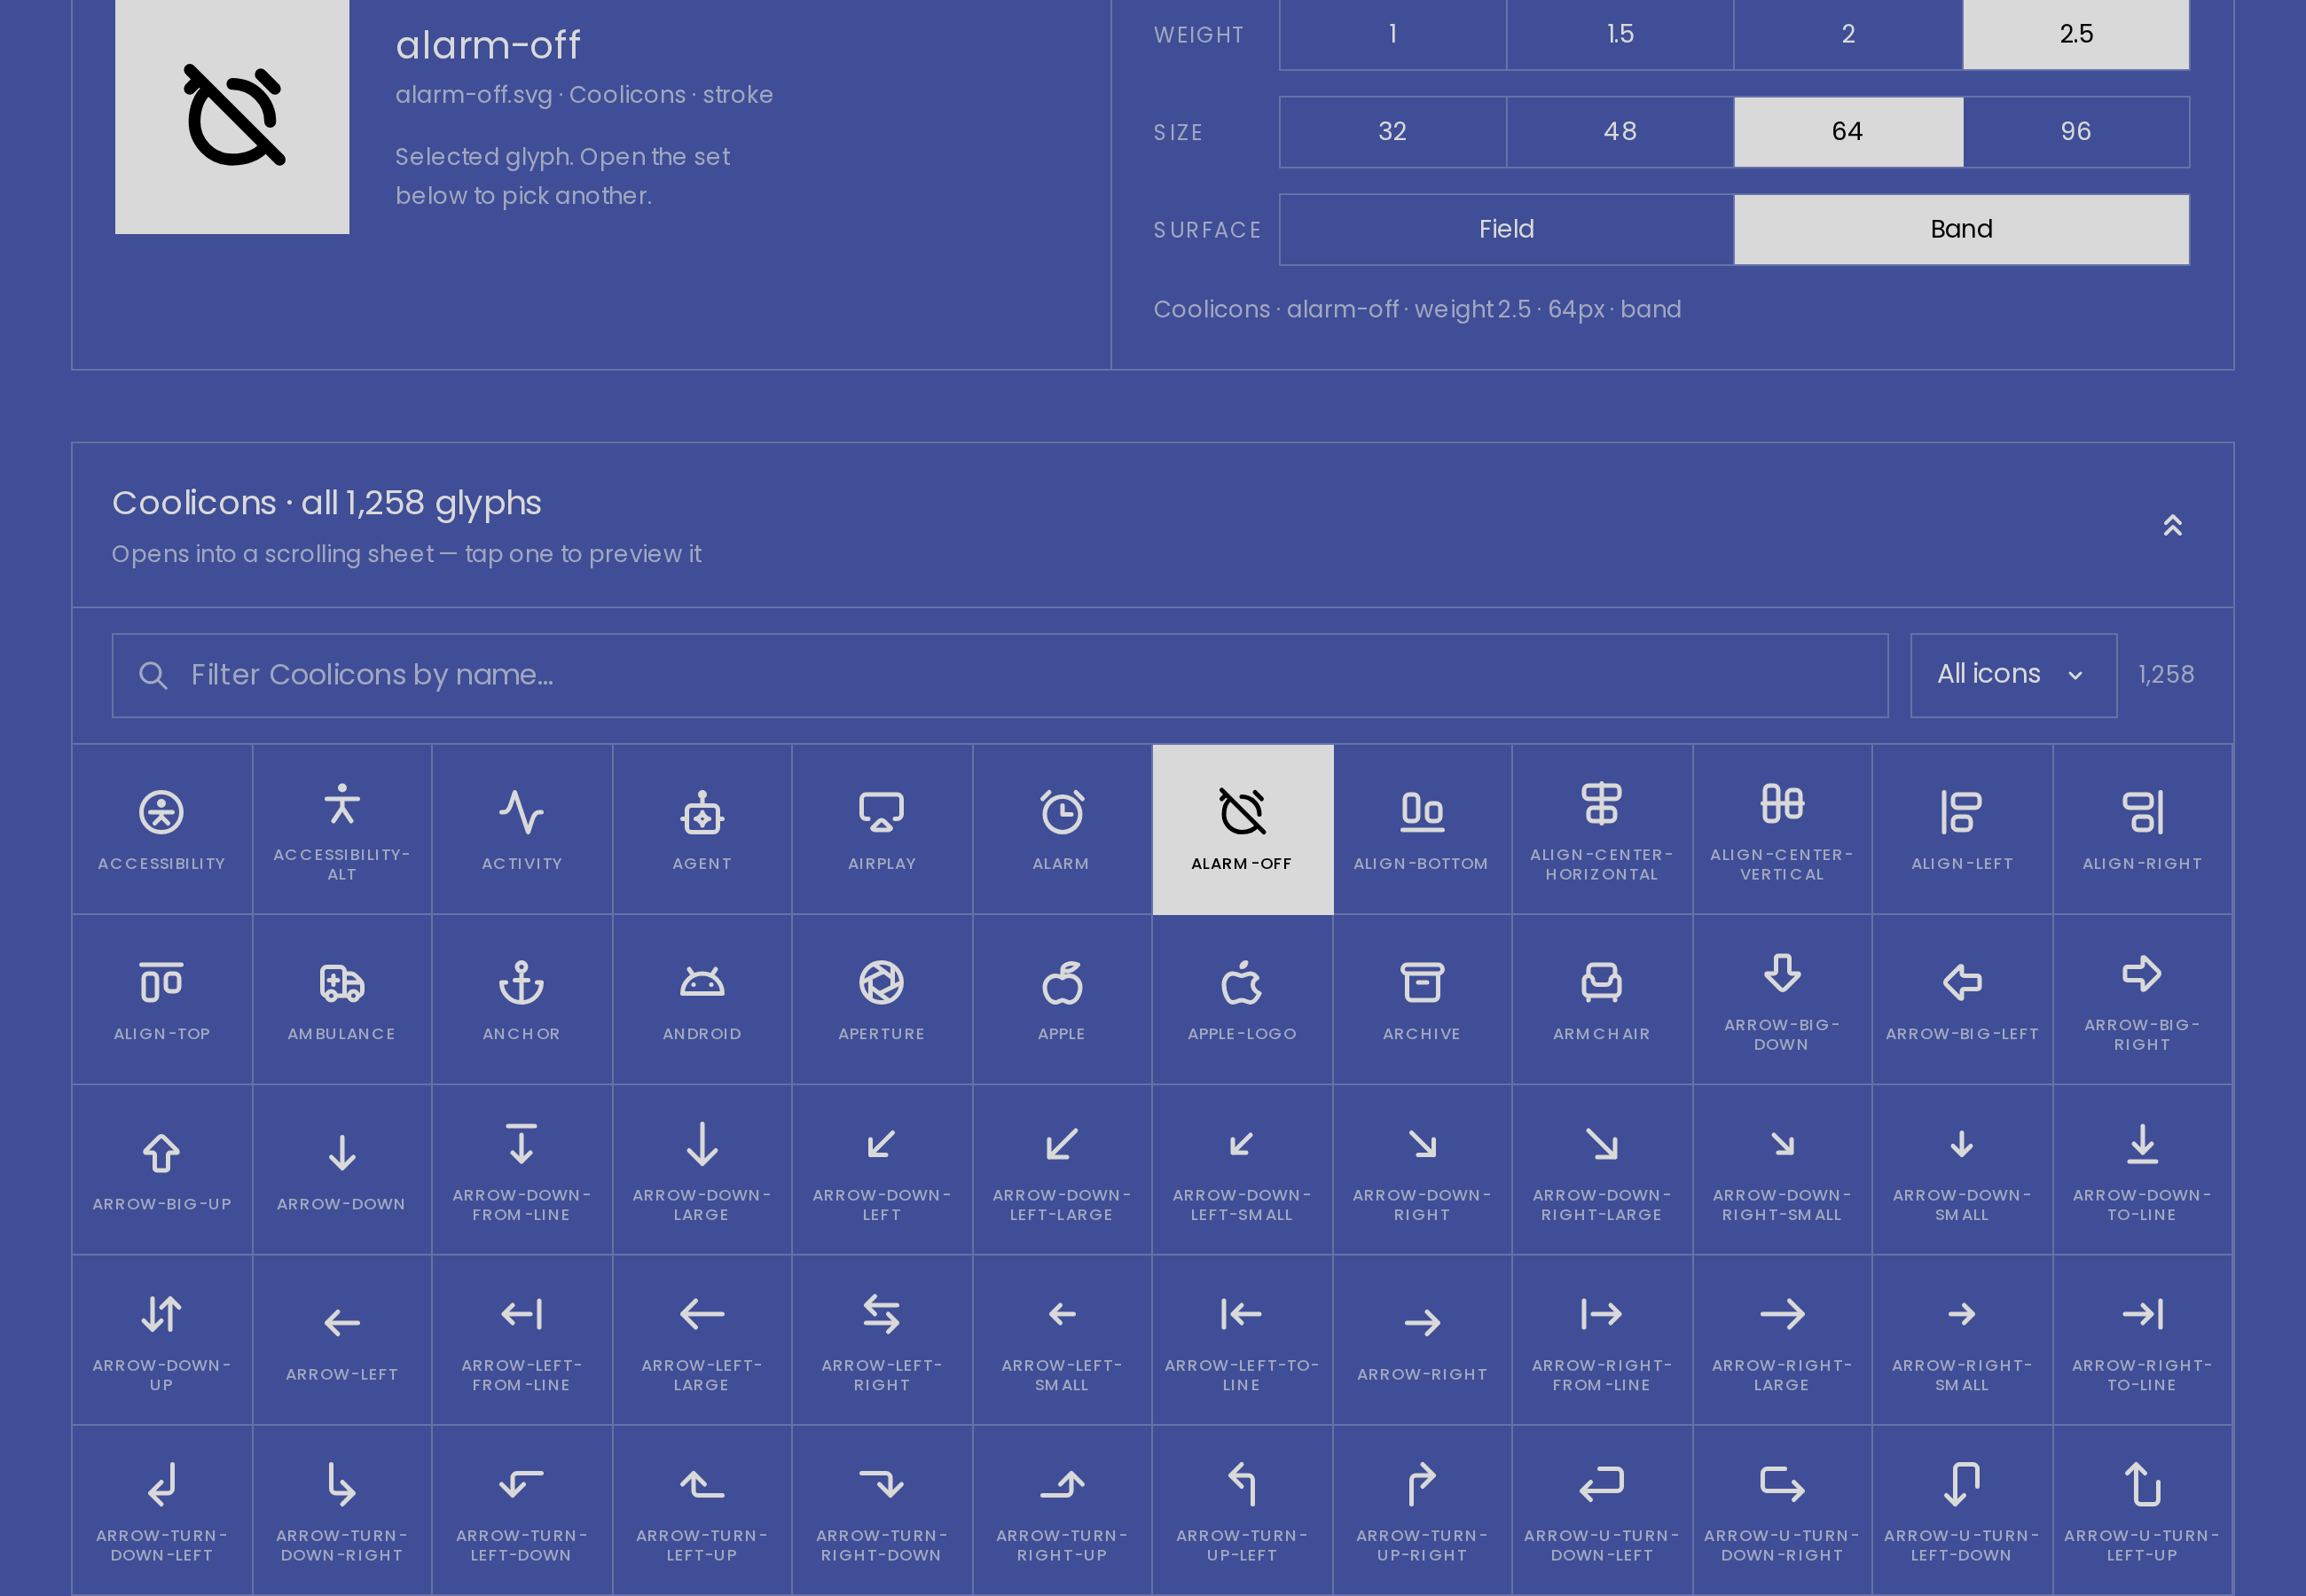 alarm-off
alarm-off.svg · Coolicons · stroke
Selected glyph. Open the set
below to pick another.
WEIGHT 1 1.5 2 2.5
SIZE 32 48 64 96
SURFACE Field Band
Coolicons · alarm-off · weight 2.5 · 64px · band
Coolicons · all 1,258 glyphs
Opens into a scrolling sheet — tap one to preview it
Filter Coolicons by name... All icons 1,258
ACCESSIBILITY
ACCESSIBILITY-
ALT
ACTIVITY
AGENT
AIRPLAY
ALARM
ALARM-OFF
ALIGN-BOTTOM
ALIGN-CENTER-
HORIZONTAL
ALIGN-CENTER-
VERTICAL
ALIGN-LEFT
ALIGN-RIGHT
ALIGN-TOP
AMBULANCE
ANCHOR
ANDROID
APERTURE
APPLE
APPLE-LOGO
ARCHIVE
ARMCHAIR
ARROW-BIG-
DOWN
ARROW-BIG-LEFT
ARROW-BIG-
RIGHT
ARROW-BIG-UP
ARROW-DOWN
ARROW-DOWN-
FROM-LINE
ARROW-DOWN-
LARGE
ARROW-DOWN-
LEFT
ARROW-DOWN-
LEFT-LARGE
ARROW-DOWN-
LEFT-SMALL
ARROW-DOWN-
RIGHT
ARROW-DOWN-
RIGHT-LARGE
ARROW-DOWN-
RIGHT-SMALL
ARROW-DOWN-
SMALL
ARROW-DOWN-
TO-LINE
ARROW-DOWN-
UP
ARROW-LEFT
ARROW-LEFT-
FROM-LINE
ARROW-LEFT-
LARGE
ARROW-LEFT-
RIGHT
ARROW-LEFT-
SMALL
ARROW-LEFT-TO-
LINE
ARROW-RIGHT
ARROW-RIGHT-
FROM-LINE
ARROW-RIGHT-
LARGE
ARROW-RIGHT-
SMALL
ARROW-RIGHT-
TO-LINE
ARROW-TURN-
DOWN-LEFT
ARROW-TURN-
DOWN-RIGHT
ARROW-TURN-
LEFT-DOWN
ARROW-TURN-
LEFT-UP
ARROW-TURN-
RIGHT-DOWN
ARROW-TURN-
RIGHT-UP
ARROW-TURN-
UP-LEFT
ARROW-TURN-
UP-RIGHT
ARROW-U-TURN-
DOWN-LEFT
ARROW-U-TURN-
DOWN-RIGHT
ARROW-U-TURN-
LEFT-DOWN
ARROW-U-TURN-
LEFT-UP